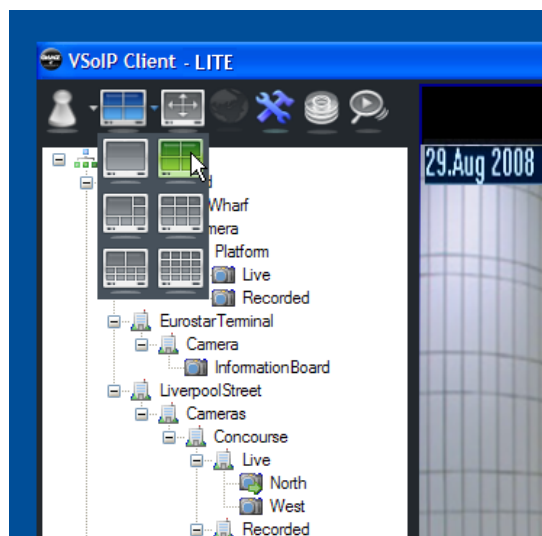 VSoIP Client - LITE
29.Aug 2008
Wharf
mera
Platform
Live
Recorded
EurostarTerminal
Camera
InformationBoard
LiverpoolStreet
Cameras
Concourse
Live
North
West
Recorded